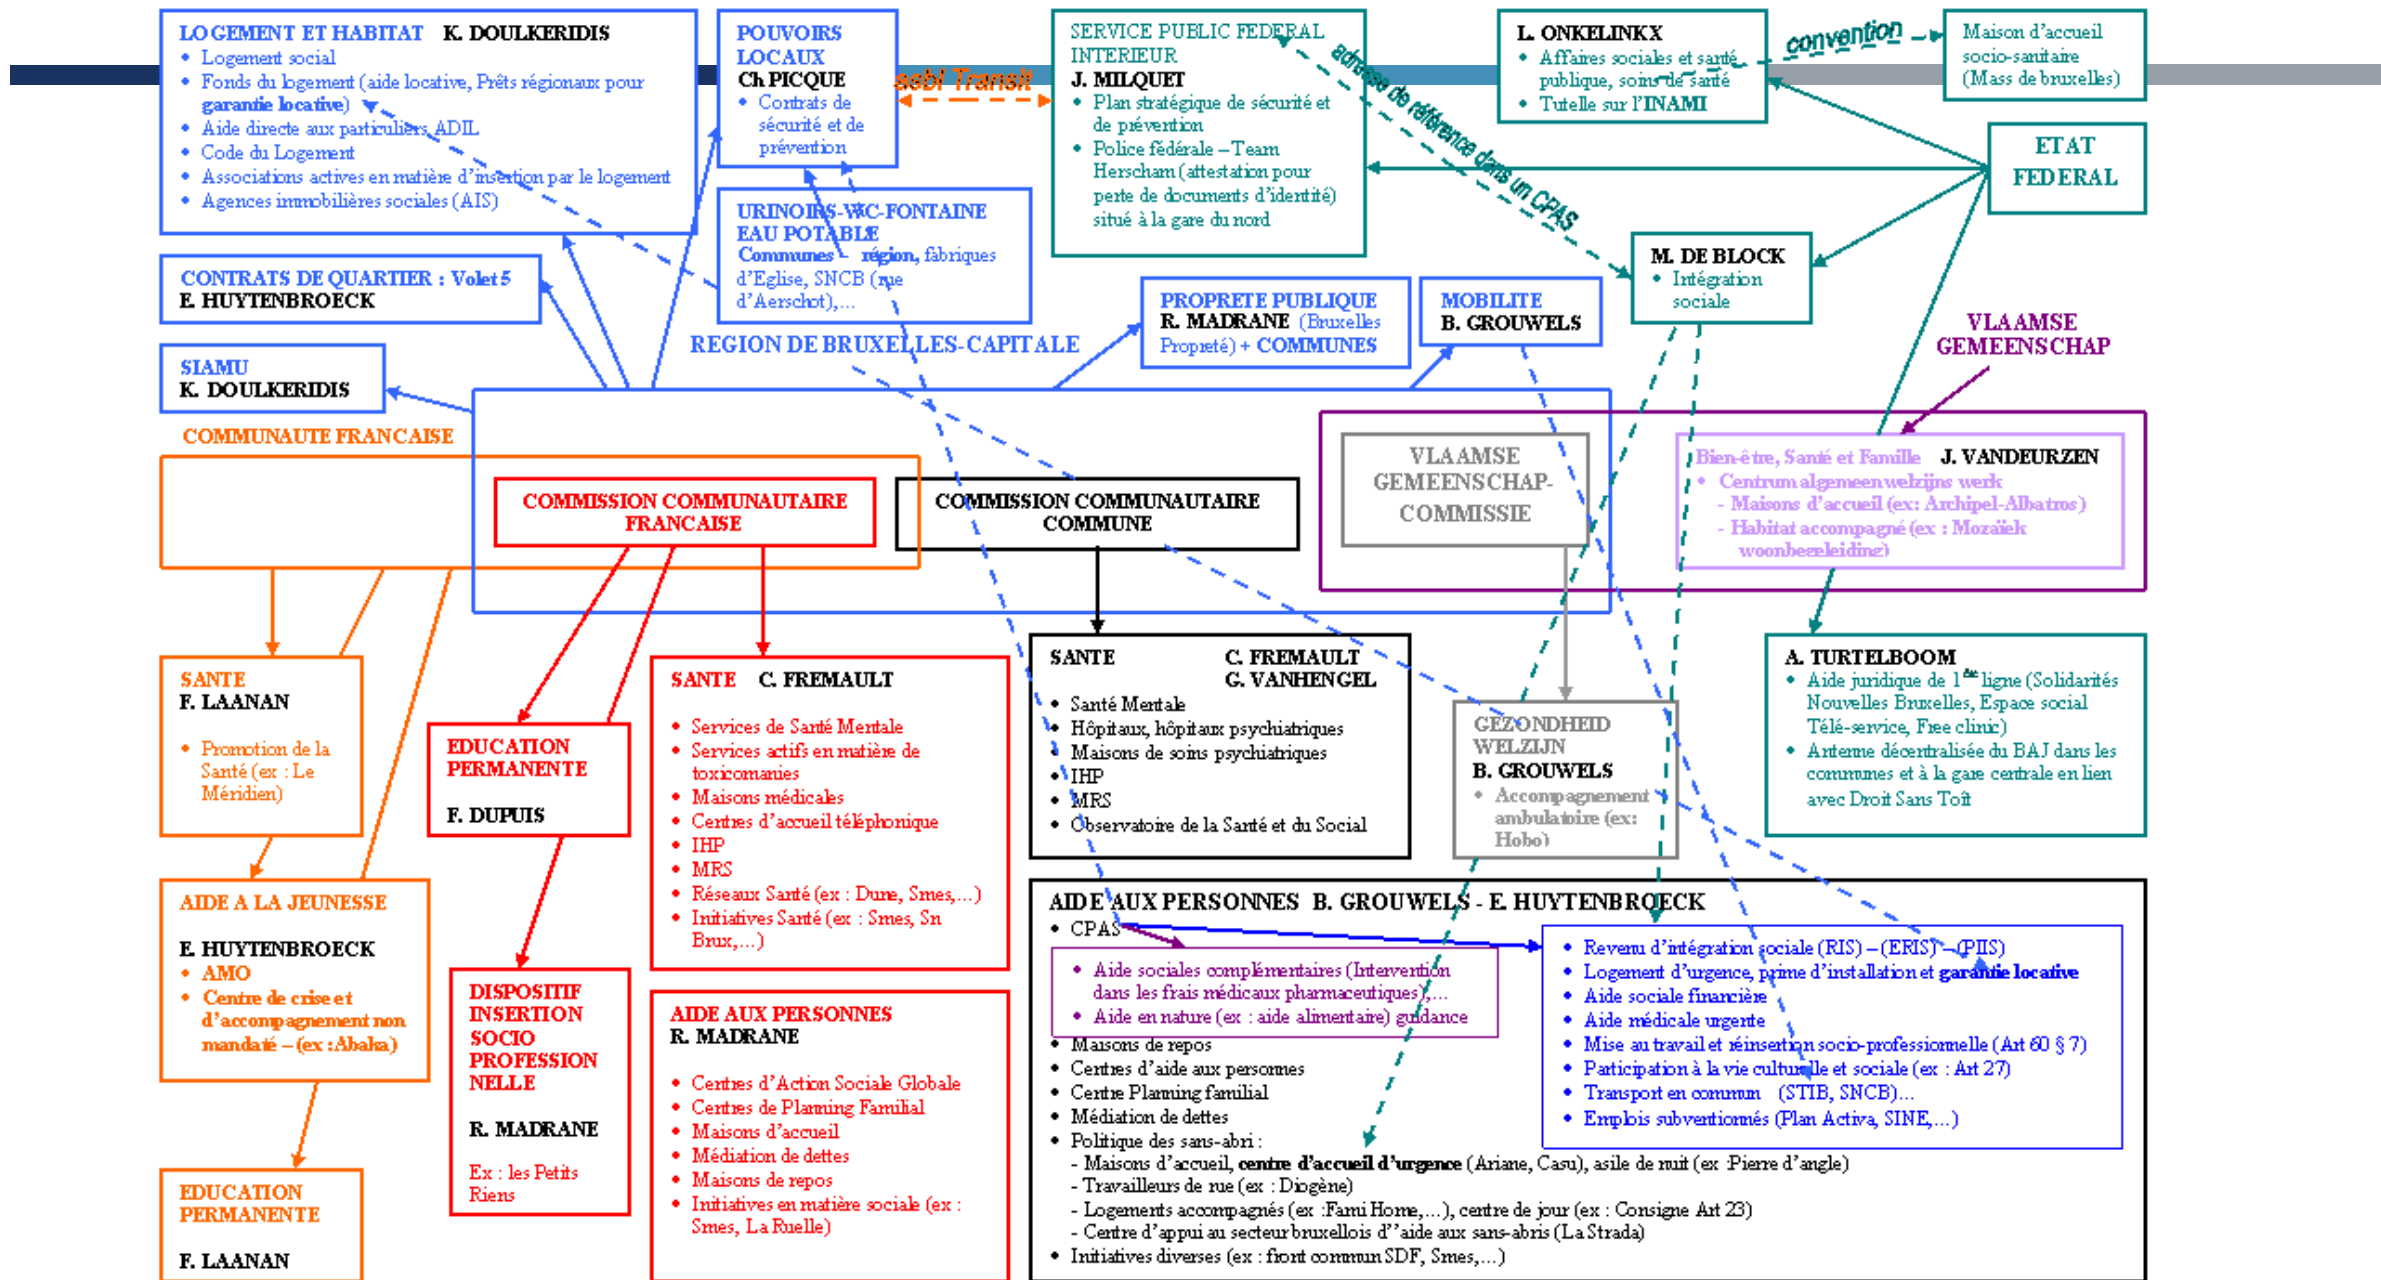 LOGEMENT ET HABITAT K. DOULKERIDIS
• Logement social
• Fonds du logement (aide locative, Prêts régionaux pour
garantie locative)
• Aide directe aux particuliers ADIL
• Code du Logement
• Associations actives en matière d'insertion par le logement
• Agences immobilières sociales (AIS)
POUVOIRS
LOCAUX
Ch PICQUE
• Contrats de
sécurité et de
prévention
asbl Transit
SERVICE PUBLIC FEDERAL
INTERIEUR
J. MILQUET
• Plan stratégique de sécurité et
de prévention
• Police fédérale – Team
Herscham (attestation pour
perte de documents d'identité)
situé à la gare du nord
adresse de référence dans un CPAS
L. ONKELINKX
• Affaires sociales et santé
publique, soins de santé
• Tutelle sur l'INAMI
convention
Maison d'accueil
socio-sanitaire
(Mass de bruxelles)
ETAT
FEDERAL
URINOIRS-WC-FONTAINE
EAU POTABLE
Communes – région, fabriques
d'Eglise, SNCB (rue
d'Aerschot),...
M. DE BLOCK
• Intégration
sociale
CONTRATS DE QUARTIER : Volet 5
E. HUYTENBROECK
PROPRETE PUBLIQUE
R. MADRANE (Bruxelles
Propreté) + COMMUNES
MOBILITE
B. GROUWELS
VLAAMSE
GEMEENSCHAP
REGION DE BRUXELLES-CAPITALE
SIAMU
K. DOULKERIDIS
COMMUNAUTE FRANCAISE
COMMISSION COMMUNAUTAIRE
FRANCAISE
COMMISSION COMMUNAUTAIRE
COMMUNE
VLAAMSE
GEMEENSCHAP-
COMMISSIE
Bien-être, Santé et Famille J. VANDEURZEN
• Centrum algemeen welzijns werk
- Maisons d'accueil (ex: Archipel-Albatros)
- Habitat accompagné (ex : Mozaïek
woonbegeleiding)
SANTE
F. LAANAN
• Promotion de la
Santé (ex : Le
Méridien)
EDUCATION
PERMANENTE
F. DUPUIS
SANTE C. FREMAULT
• Services de Santé Mentale
• Services actifs en matière de
toxicomanies
• Maisons médicales
• Centres d'accueil téléphonique
• IHP
• MRS
• Réseaux Santé (ex : Dune, Smes,...)
• Initiatives Santé (ex : Smes, Sn
Brux,...)
SANTE C. FREMAULT
G. VANHENGEL
• Santé Mentale
• Hôpitaux, hôpitaux psychiatriques
• Maisons de soins psychiatriques
• IHP
• MRS
• Observatoire de la Santé et du Social
GEZONDHEID
WELZIJN
B. GROUWELS
• Accompagnement
ambulatoire (ex:
Hobo)
A. TURTELBOOM
• Aide juridique de 1ère ligne (Solidarités
Nouvelles Bruxelles, Espace social
Télé-service, Free clinic)
• Antenne décentralisée du BAJ dans les
communes et à la gare centrale en lien
avec Droit Sans Toît
AIDE A LA JEUNESSE
E. HUYTENBROECK
• AMO
• Centre de crise et
d'accompagnement non
mandaté – (ex :Abaka)
DISPOSITIF
INSERTION
SOCIO
PROFESSION
NELLE
R. MADRANE
Ex : les Petits
Riens
AIDE AUX PERSONNES
R. MADRANE
• Centres d'Action Sociale Globale
• Centres de Planning Familial
• Maisons d'accueil
• Médiation de dettes
• Maisons de repos
• Initiatives en matière sociale (ex :
Smes, La Ruelle)
EDUCATION
PERMANENTE
F. LAANAN
AIDE AUX PERSONNES B. GROUWELS - E. HUYTENBROECK
• CPAS
• Aide sociales complémentaires (Intervention
dans les frais médicaux pharmaceutiques),...
• Aide en nature (ex : aide alimentaire) guidance
• Revenu d'intégration sociale (RIS) – (ERIS) – (PIIS)
• Logement d'urgence, prime d'installation et garantie locative
• Aide sociale financière
• Aide médicale urgente
• Mise au travail et réinsertion socio-professionnelle (Art 60 § 7)
• Participation à la vie culturelle et sociale (ex : Art 27)
• Transport en commun (STIB, SNCB)...
• Emplois subventionnés (Plan Activa, SINE,...)
• Maisons de repos
• Centres d'aide aux personnes
• Centre Planning familial
• Médiation de dettes
• Politique des sans-abri :
- Maisons d'accueil, centre d'accueil d'urgence (Ariane, Casu), asile de nuit (ex :Pierre d'angle)
- Travailleurs de rue (ex : Diogène)
- Logements accompagnés (ex :Fami Home,...), centre de jour (ex : Consigne Art 23)
- Centre d'appui au secteur bruxellois d''aide aux sans-abris (La Strada)
• Initiatives diverses (ex : front commun SDF, Smes,...)